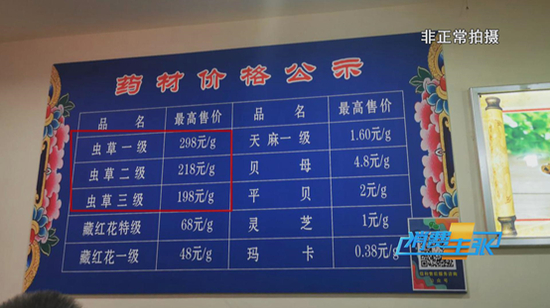 非正常拍摄
药材价格公示
品 名 最高售价 品 名 最高售价
虫草一级 298元/g 天麻一级 1.60元/g
虫草二级 218元/g 贝母 4.8元/g
虫草三级 198元/g 平贝 2元/g
藏红花特级 68元/g 灵芝 1元/g
藏红花一级 48元/g 玛卡 0.38元/g